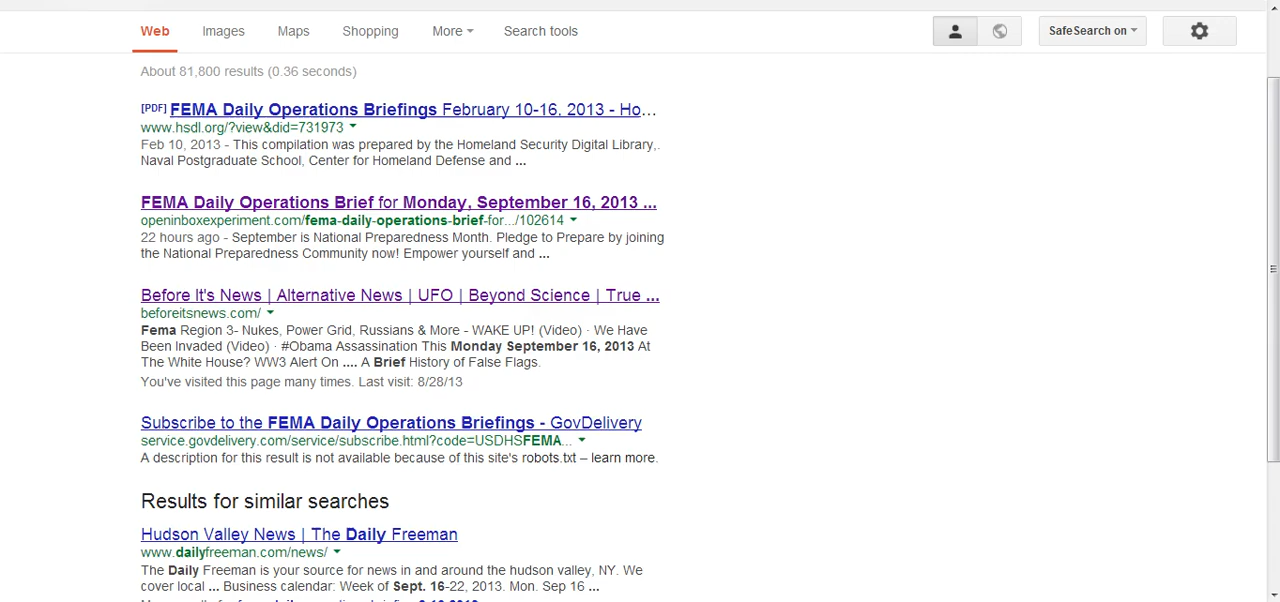 Web Images Maps Shopping More Search tools SafeSearch on
About 81,800 results (0.36 seconds)
[PDF] FEMA Daily Operations Briefings February 10-16, 2013 - Ho...
www.hsdl.org/?view&did=731973
Feb 10, 2013 - This compilation was prepared by the Homeland Security Digital Library,.
Naval Postgraduate School, Center for Homeland Defense and ...
FEMA Daily Operations Brief for Monday, September 16, 2013 ...
openinboxexperiment.com/fema-daily-operations-brief-for.../102614
22 hours ago - September is National Preparedness Month. Pledge to Prepare by joining
the National Preparedness Community now! Empower yourself and ...
Before It's News | Alternative News | UFO | Beyond Science | True ...
beforeitsnews.com/
Fema Region 3- Nukes, Power Grid, Russians & More - WAKE UP! (Video) · We Have
Been Invaded (Video) · #Obama Assassination This Monday September 16, 2013 At
The White House? WW3 Alert On .... A Brief History of False Flags.
You've visited this page many times. Last visit: 8/28/13
Subscribe to the FEMA Daily Operations Briefings - GovDelivery
service.govdelivery.com/service/subscribe.html?code=USDHSFEMA...
A description for this result is not available because of this site's robots.txt – learn more.
Results for similar searches
Hudson Valley News | The Daily Freeman
www.dailyfreeman.com/news/
The Daily Freeman is your source for news in and around the hudson valley, NY. We
cover local ... Business calendar: Week of Sept. 16-22, 2013. Mon. Sep 16 ...